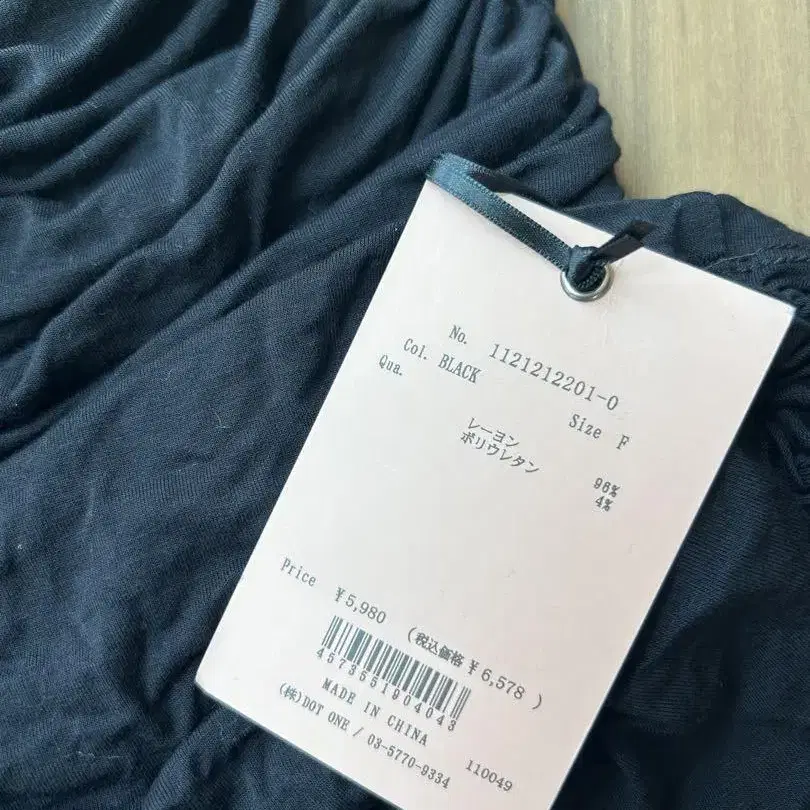 No. 1121212201-0
Col. BLACK Size F
Qua.
レーヨン 96%
ポリウレタン 4%
Price ¥5,980 (税込価格 ¥6,578)
4573651904043
MADE IN CHINA
(株)DOT ONE / 03-5770-9334
110049